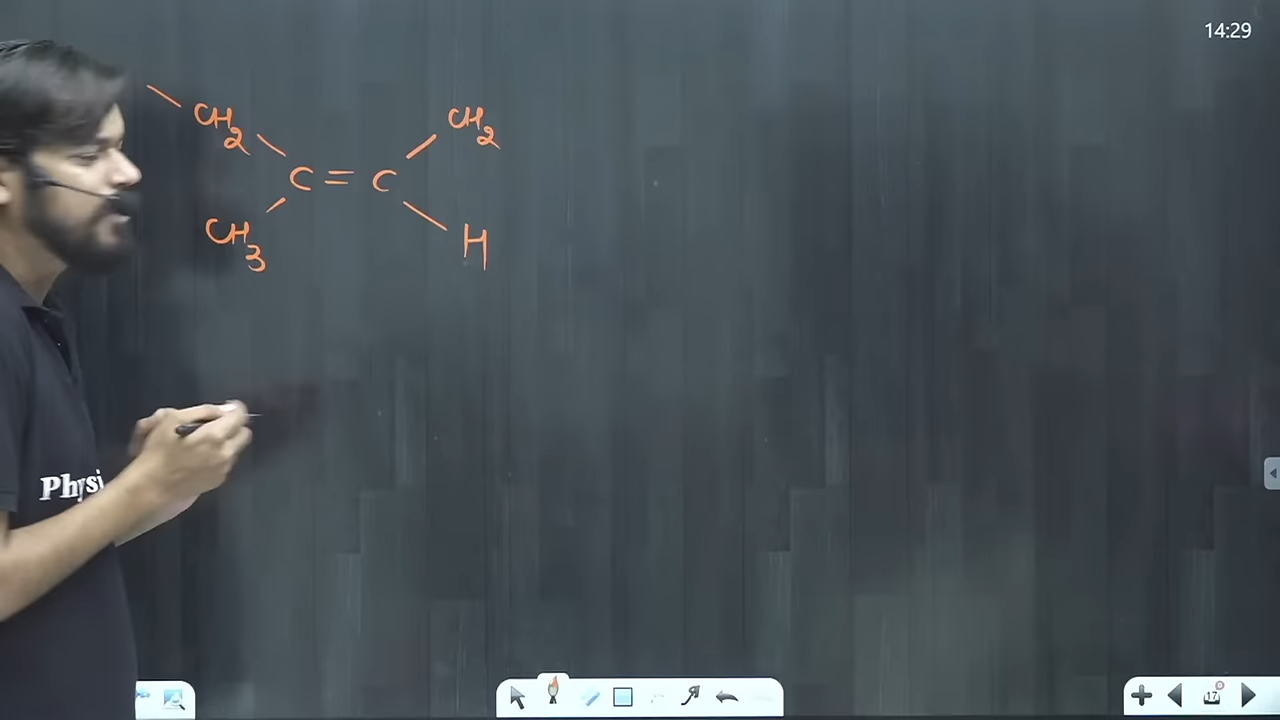 14:29
CH2 CH2
C = C
CH3 H
Physi
17